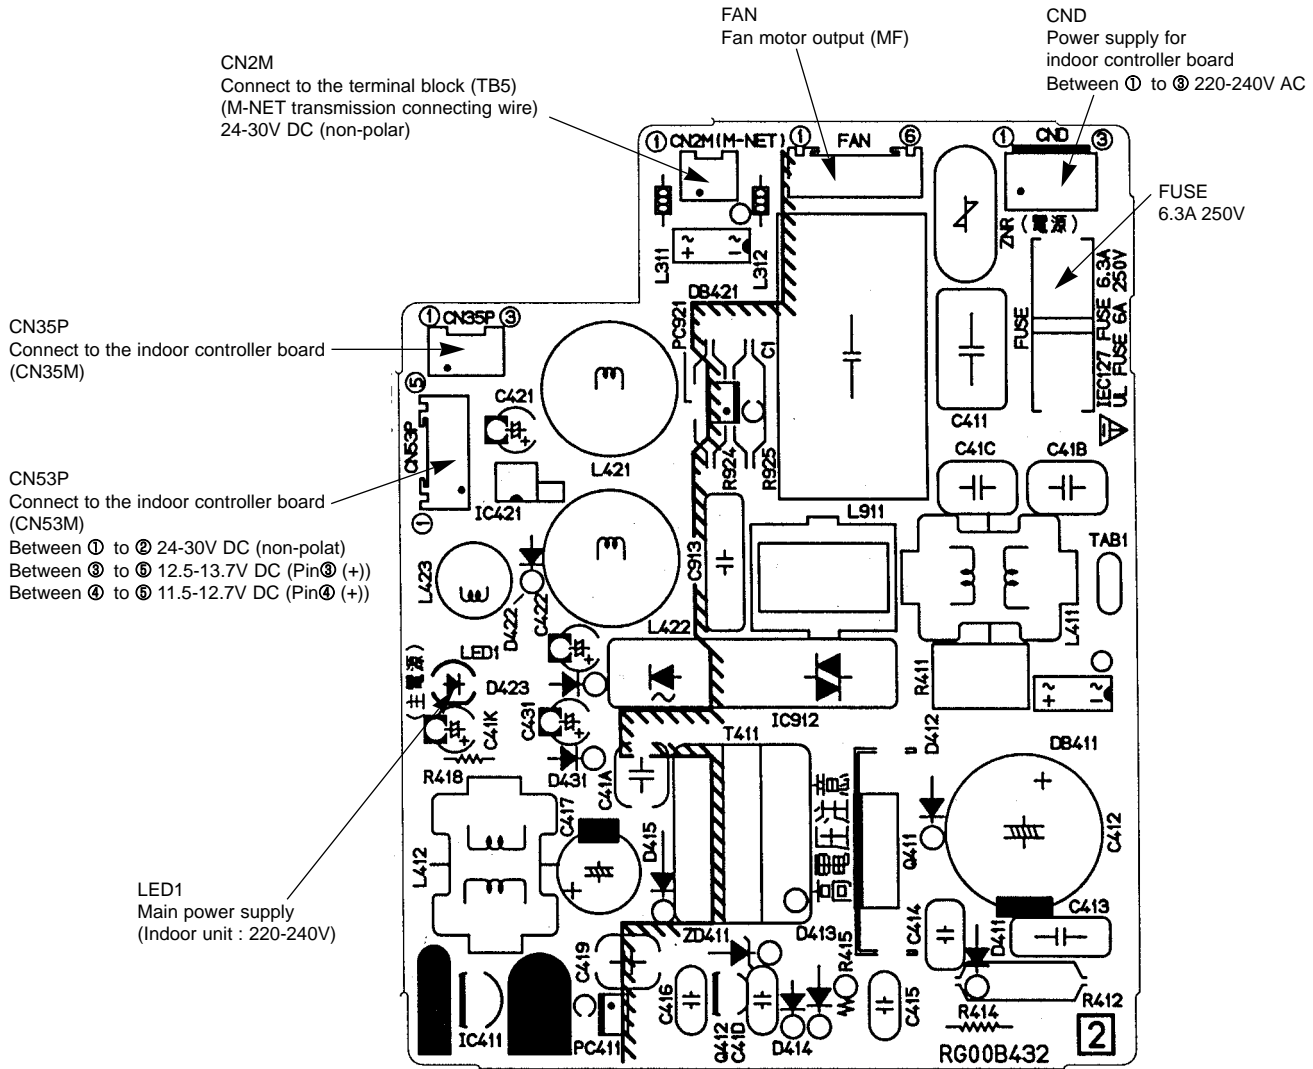 FAN
Fan motor output (MF)
CND
Power supply for
indoor controller board
Between ① to ③ 220-240V AC
CN2M
Connect to the terminal block (TB5)
(M-NET transmission connecting wire)
24-30V DC (non-polar)
FUSE
6.3A 250V
CN35P
Connect to the indoor controller board
(CN35M)
CN53P
Connect to the indoor controller board
(CN53M)
Between ① to ② 24-30V DC (non-polat)
Between ③ to ⑤ 12.5-13.7V DC (Pin③ (+))
Between ④ to ⑤ 11.5-12.7V DC (Pin④ (+))
LED1
Main power supply
(Indoor unit : 220-240V)
① CN2M(M-NET)
① FAN ⑥
① CND ③
ZNR
(電源)
L311
+ ~
~ -
L312
DB421
FUSE
IEC127 FUSE 6.3A 250V
UL FUSE 6A 250V
① CN35P ③
⑤
CN53P
①
C421
IC421
L421
PC921
C1
R924
R925
C411
C41C
C41B
L911
TAB1
L423
D422
C422
C913
L422
L411
R411
(主電源)
LED1
D423
C41K
C431
IC912
D412
+ ~
~ -
DB411
R418
D431
T411
C41A
C417
D415
高電圧注意
Q411
+
C412
L412
+
ZD411
D413
R415
C414
D411
C413
C419
C416
Q412
C41D
D414
C415
R412
R414
IC411
PC411
RG00B432
2